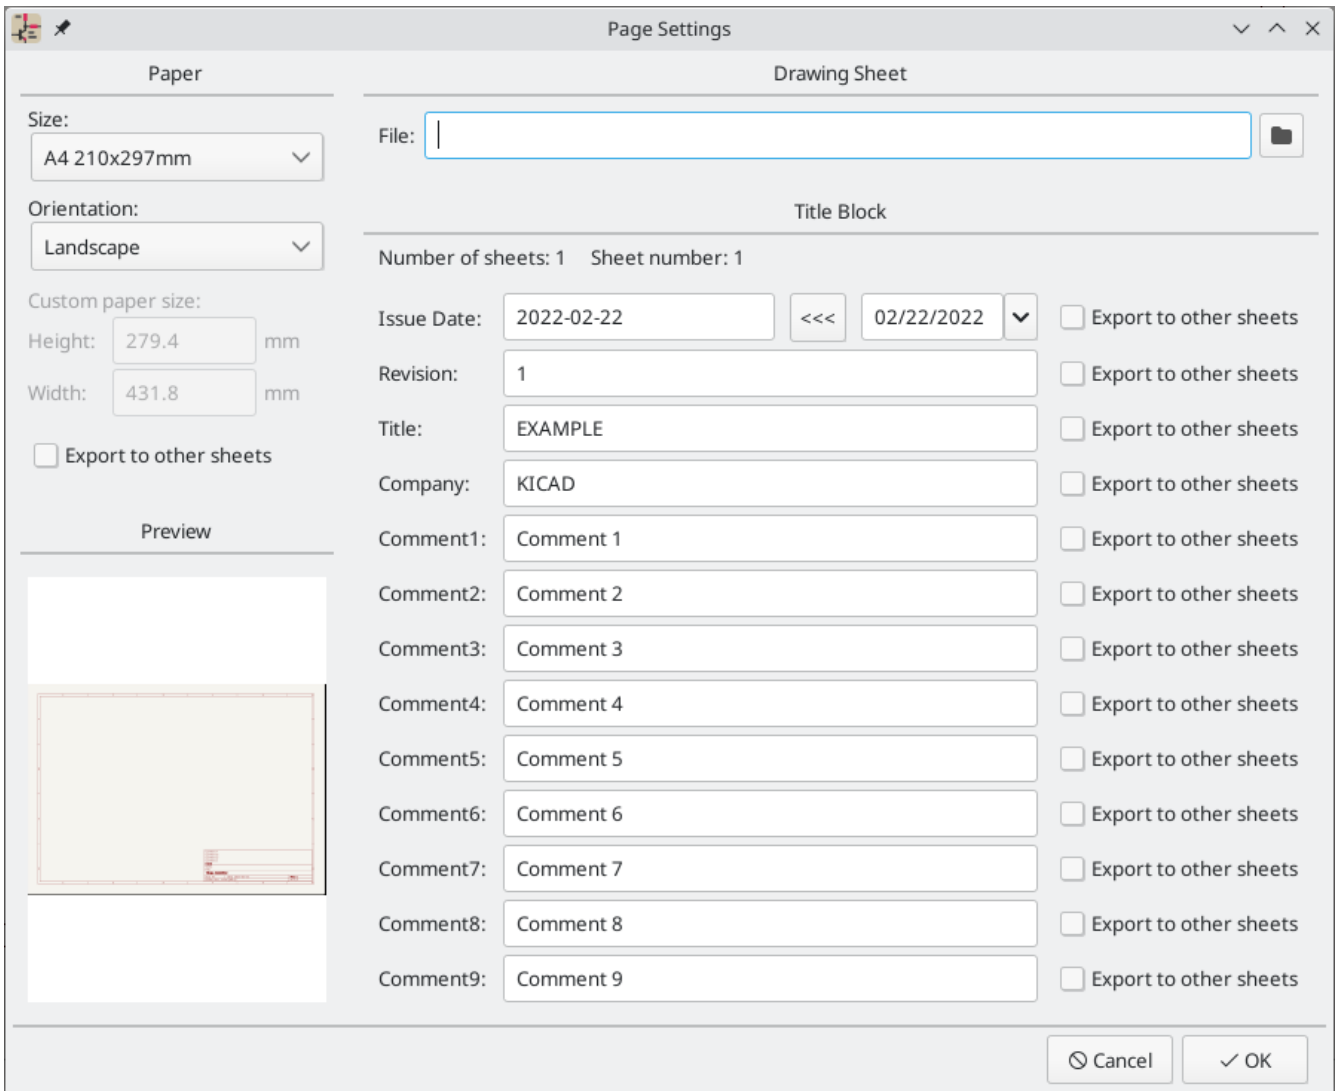 Page Settings
Paper
Size:
A4 210x297mm
Orientation:
Landscape
Custom paper size:
Height: 279.4 mm
Width: 431.8 mm
Export to other sheets
Preview
Drawing Sheet
File:
Title Block
Number of sheets: 1 Sheet number: 1
Issue Date: 2022-02-22 <<< 02/22/2022 Export to other sheets
Revision: 1 Export to other sheets
Title: EXAMPLE Export to other sheets
Company: KICAD Export to other sheets
Comment1: Comment 1 Export to other sheets
Comment2: Comment 2 Export to other sheets
Comment3: Comment 3 Export to other sheets
Comment4: Comment 4 Export to other sheets
Comment5: Comment 5 Export to other sheets
Comment6: Comment 6 Export to other sheets
Comment7: Comment 7 Export to other sheets
Comment8: Comment 8 Export to other sheets
Comment9: Comment 9 Export to other sheets
Cancel OK